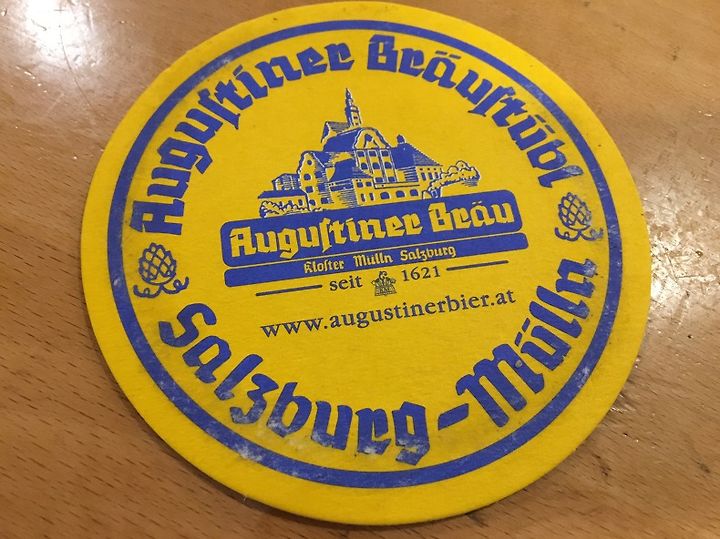 Auguſtiner Bräuſtübl
Auguſtiner Bräu
Kloſter Mülln Salzburg
seit 1621
www.augustinerbier.at
Salzburg-Mülln